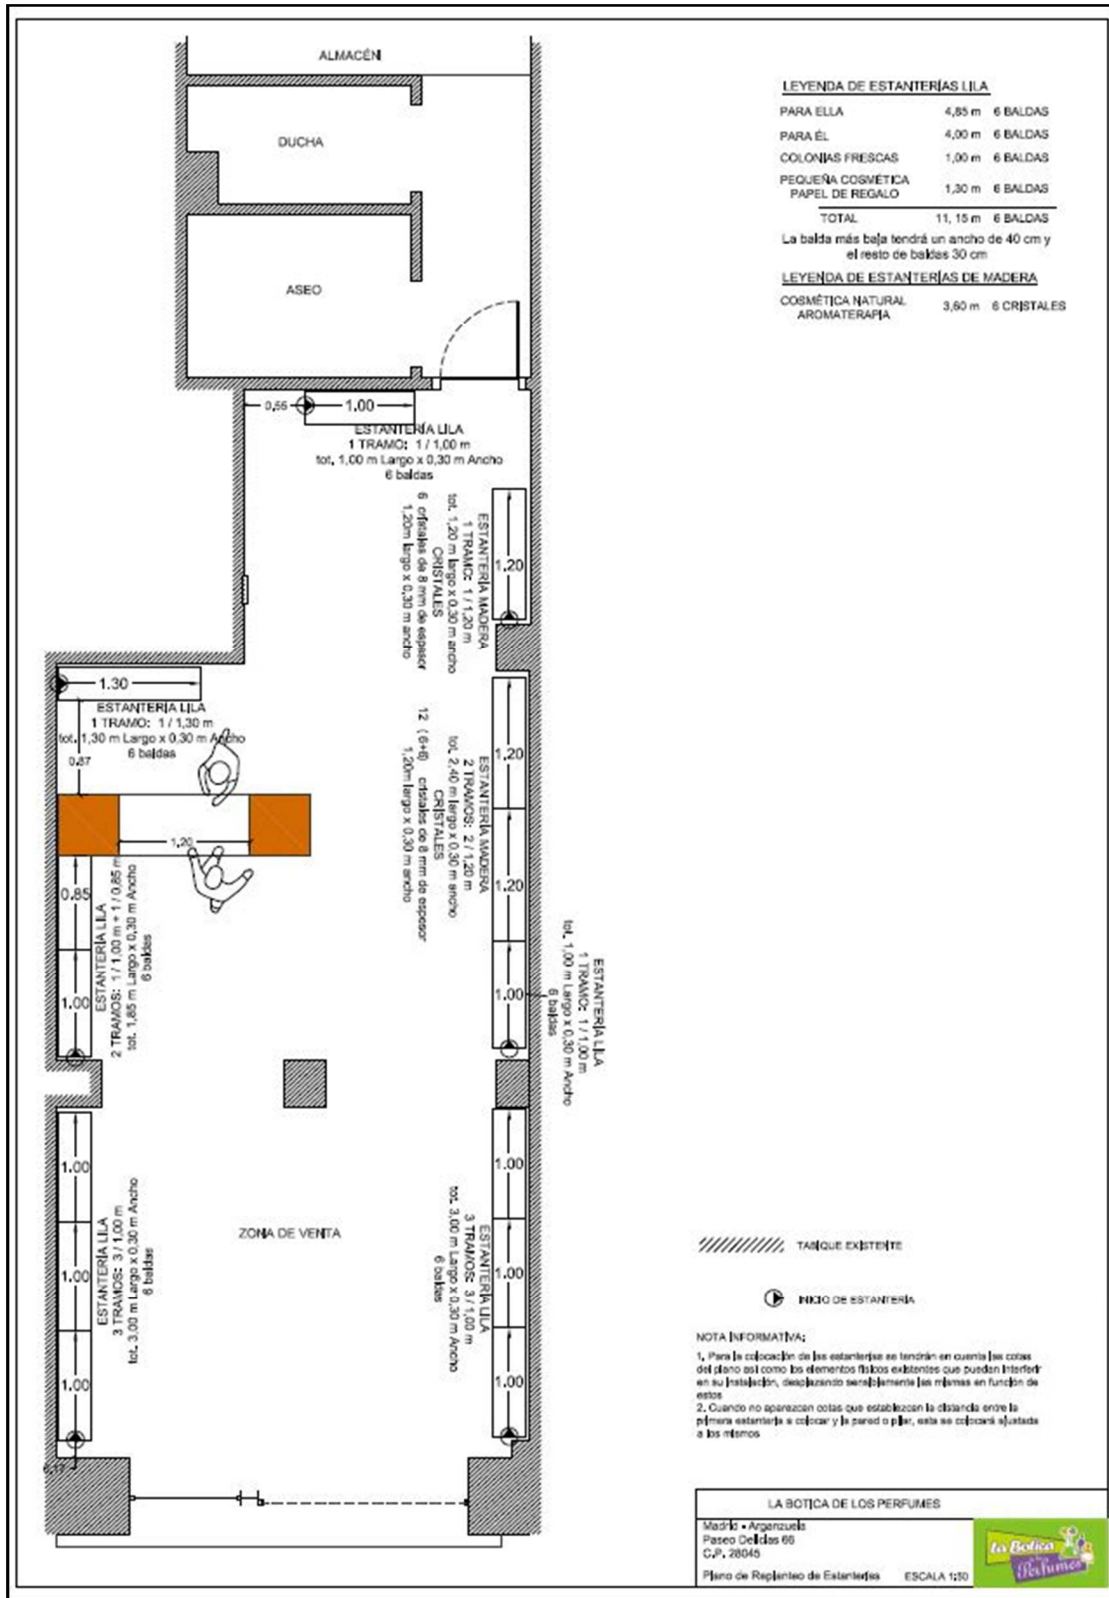 ALMACÉN
DUCHA
ASEO
LEYENDA DE ESTANTERÍAS LILA
PARA ELLA 4,85 m 6 BALDAS
PARA ÉL 4,00 m 6 BALDAS
COLONIAS FRESCAS 1,00 m 6 BALDAS
PEQUEÑA COSMÉTICA
PAPEL DE REGALO 1,30 m 6 BALDAS
TOTAL 11, 15 m 6 BALDAS
La balda más baja tendrá un ancho de 40 cm y
el resto de baldas 30 cm
LEYENDA DE ESTANTERÍAS DE MADERA
COSMÉTICA NATURAL
AROMATERAPIA 3,60 m 6 CRISTALES
0,55
1.00
ESTANTERÍA LILA
1 TRAMO: 1 / 1,00 m
tot. 1,00 m Largo x 0,30 m Ancho
6 baldas
1.20
ESTANTERÍA MADERA
1 TRAMO: 1 / 1,20 m
tot. 1,20 m largo x 0,30 m ancho
CRISTALES
6 cristales de 8 mm de espesor
1,20m largo x 0,30 m ancho
1.30
ESTANTERÍA LILA
1 TRAMO: 1 / 1,30 m
tot. 1,30 m Largo x 0,30 m Ancho
6 baldas
0,87
1.20
1.20
1.20
ESTANTERÍA MADERA
2 TRAMOS: 2 / 1,20 m
tot. 2,40 m largo x 0,30 m ancho
CRISTALES
12 (6+6) cristales de 8 mm de espesor
1,20m largo x 0,30 m ancho
0.85
1.00
ESTANTERÍA LILA
2 TRAMOS: 1 / 1,00 m + 1 / 0,85 m
tot. 1,85 m Largo x 0,30 m Ancho
6 baldas
1.00
ESTANTERÍA LILA
1 TRAMO: 1 / 1,00 m
tot. 1,00 m Largo x 0,30 m Ancho
6 baldas
1.00
1.00
1.00
ESTANTERÍA LILA
3 TRAMOS: 3 / 1,00 m
tot. 3,00 m Largo x 0,30 m Ancho
6 baldas
ZONA DE VENTA
1.00
1.00
1.00
ESTANTERÍA LILA
3 TRAMOS: 3 / 1,00 m
tot. 3,00 m Largo x 0,30 m Ancho
6 baldas
0,17
TABIQUE EXISTENTE
INICIO DE ESTANTERÍA
NOTA INFORMATIVA:
1. Para la colocación de las estanterías se tendrán en cuenta las cotas
del plano así como los elementos físicos existentes que puedan interferir
en su instalación, desplazando sensiblemente las mismas en función de
estos
2. Cuando no aparezcan cotas que establezcan la distancia entre la
primera estantería a colocar y la pared o pilar, esta se colocará ajustada
a los mismos
LA BOTICA DE LOS PERFUMES
Madrid - Arganzuela
Paseo Delicias 66
C.P. 28045
Plano de Replanteo de Estanterías ESCALA 1:50
La Botica
de los
Perfumes